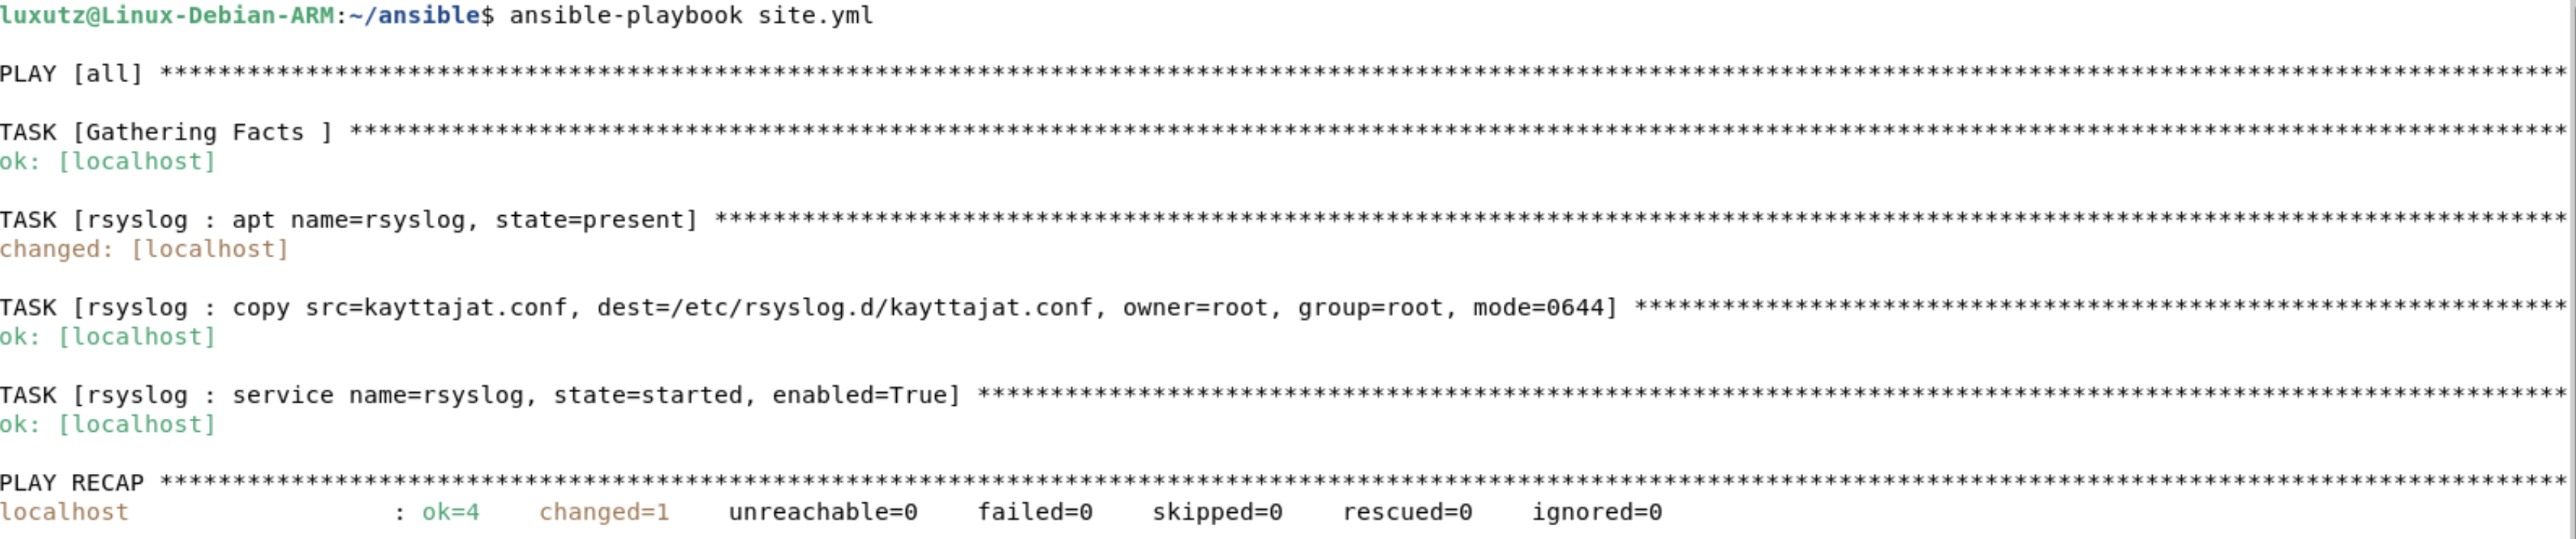 luxutz@Linux-Debian-ARM:~/ansible$ ansible-playbook site.yml
PLAY [all] *********************************************************************************************************************************************************************
TASK [Gathering Facts ] ********************************************************************************************************************************************************
ok: [localhost]
TASK [rsyslog : apt name=rsyslog, state=present] *******************************************************************************************************************************
changed: [localhost]
TASK [rsyslog : copy src=kayttajat.conf, dest=/etc/rsyslog.d/kayttajat.conf, owner=root, group=root, mode=0644] ****************************************************************
ok: [localhost]
TASK [rsyslog : service name=rsyslog, state=started, enabled=True] *************************************************************************************************************
ok: [localhost]
PLAY RECAP *********************************************************************************************************************************************************************
localhost                  : ok=4    changed=1    unreachable=0    failed=0    skipped=0    rescued=0    ignored=0